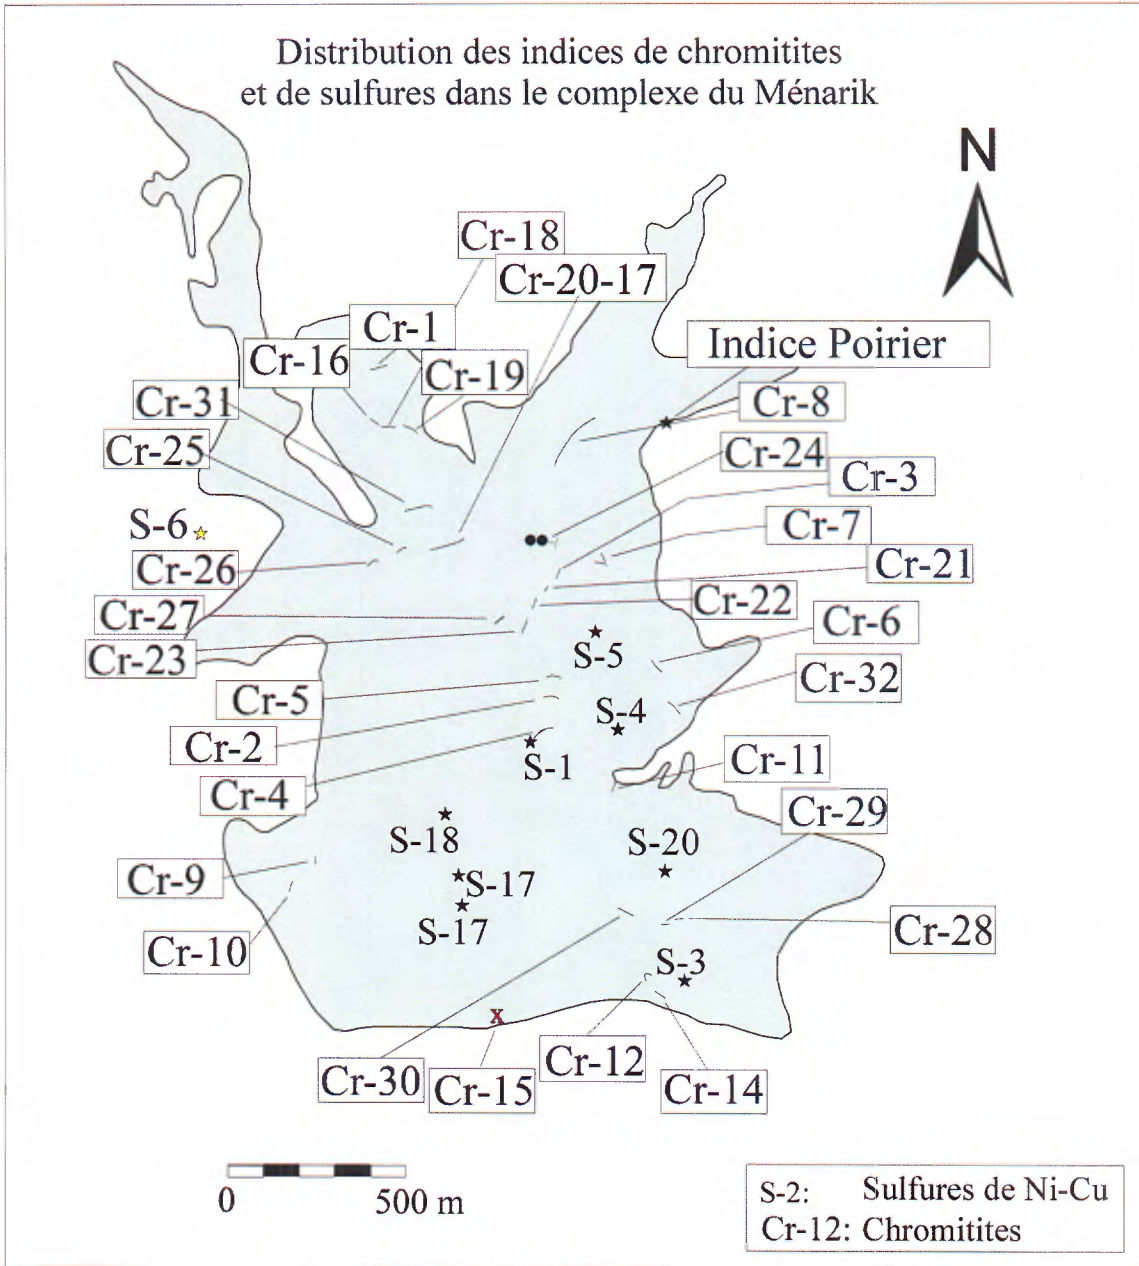 Distribution des indices de chromitites
et de sulfures dans le complexe du Ménarik
N
Cr-18
Cr-20-17
Cr-1
Indice Poirier
Cr-16
Cr-19
Cr-31
Cr-8
Cr-25
Cr-24
Cr-3
S-6
Cr-7
Cr-26
Cr-21
Cr-27
Cr-22
Cr-6
Cr-23
S-5
Cr-32
Cr-5
S-4
Cr-2
S-1
Cr-11
Cr-4
Cr-29
S-18
S-20
Cr-9
S-17
S-17
Cr-28
Cr-10
S-3
x
Cr-12
Cr-30
Cr-15
Cr-14
0 500 m
S-2: Sulfures de Ni-Cu
Cr-12: Chromitites